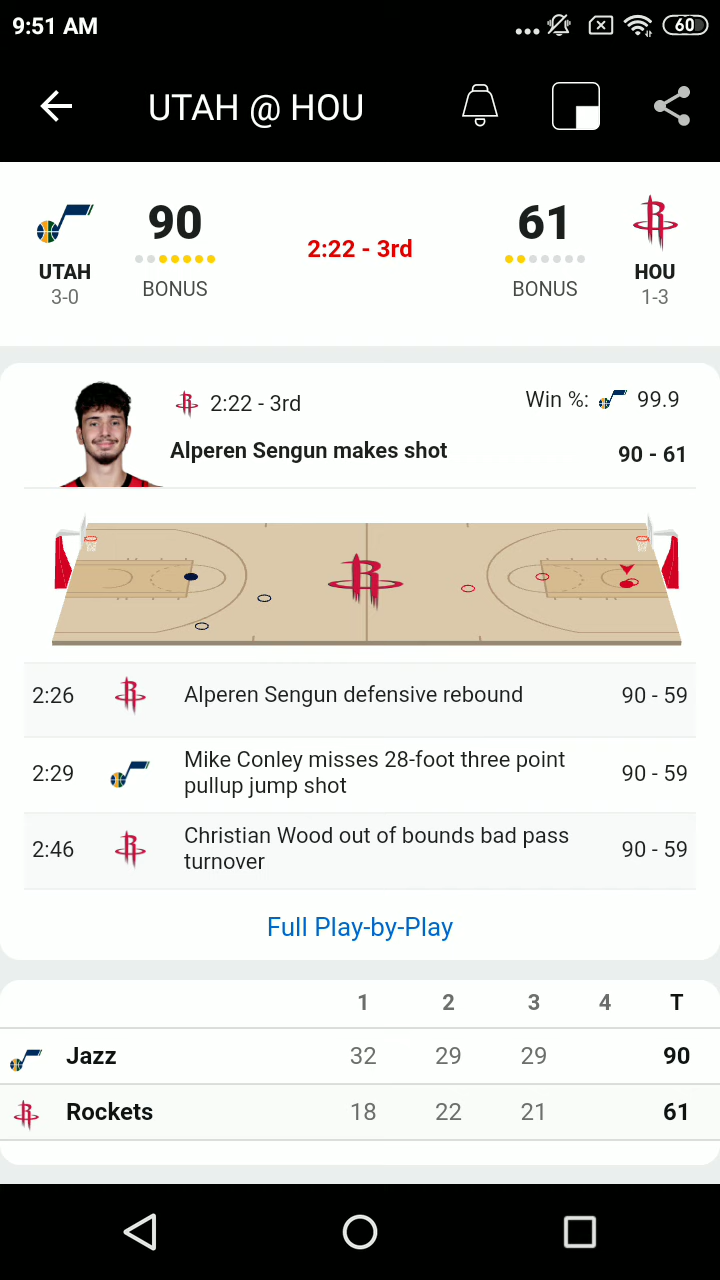 9:51 AM
60
UTAH @ HOU
90
61
2:22 - 3rd
UTAH
HOU
3-0
BONUS
BONUS
1-3
2:22 - 3rd
Win %:
99.9
Alperen Sengun makes shot
90 - 61
2:26
Alperen Sengun defensive rebound
90 - 59
2:29
Mike Conley misses 28-foot three point
pullup jump shot
90 - 59
2:46
Christian Wood out of bounds bad pass
turnover
90 - 59
Full Play-by-Play
1 2 3 4 T
Jazz 32 29 29 90
Rockets 18 22 21 61